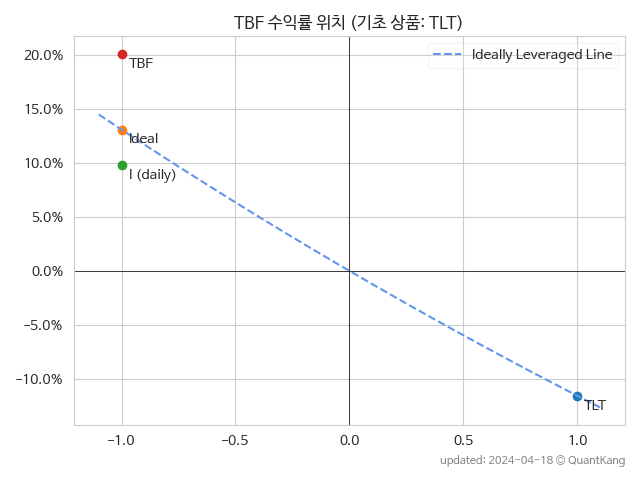 TBF 수익률 위치 (기초 상품: TLT)
Ideally Leveraged Line
20.0%
15.0%
10.0%
5.0%
0.0%
−5.0%
−10.0%
TBF
Ideal
I (daily)
TLT
−1.0
−0.5
0.0
0.5
1.0
updated: 2024-04-18 © QuantKang